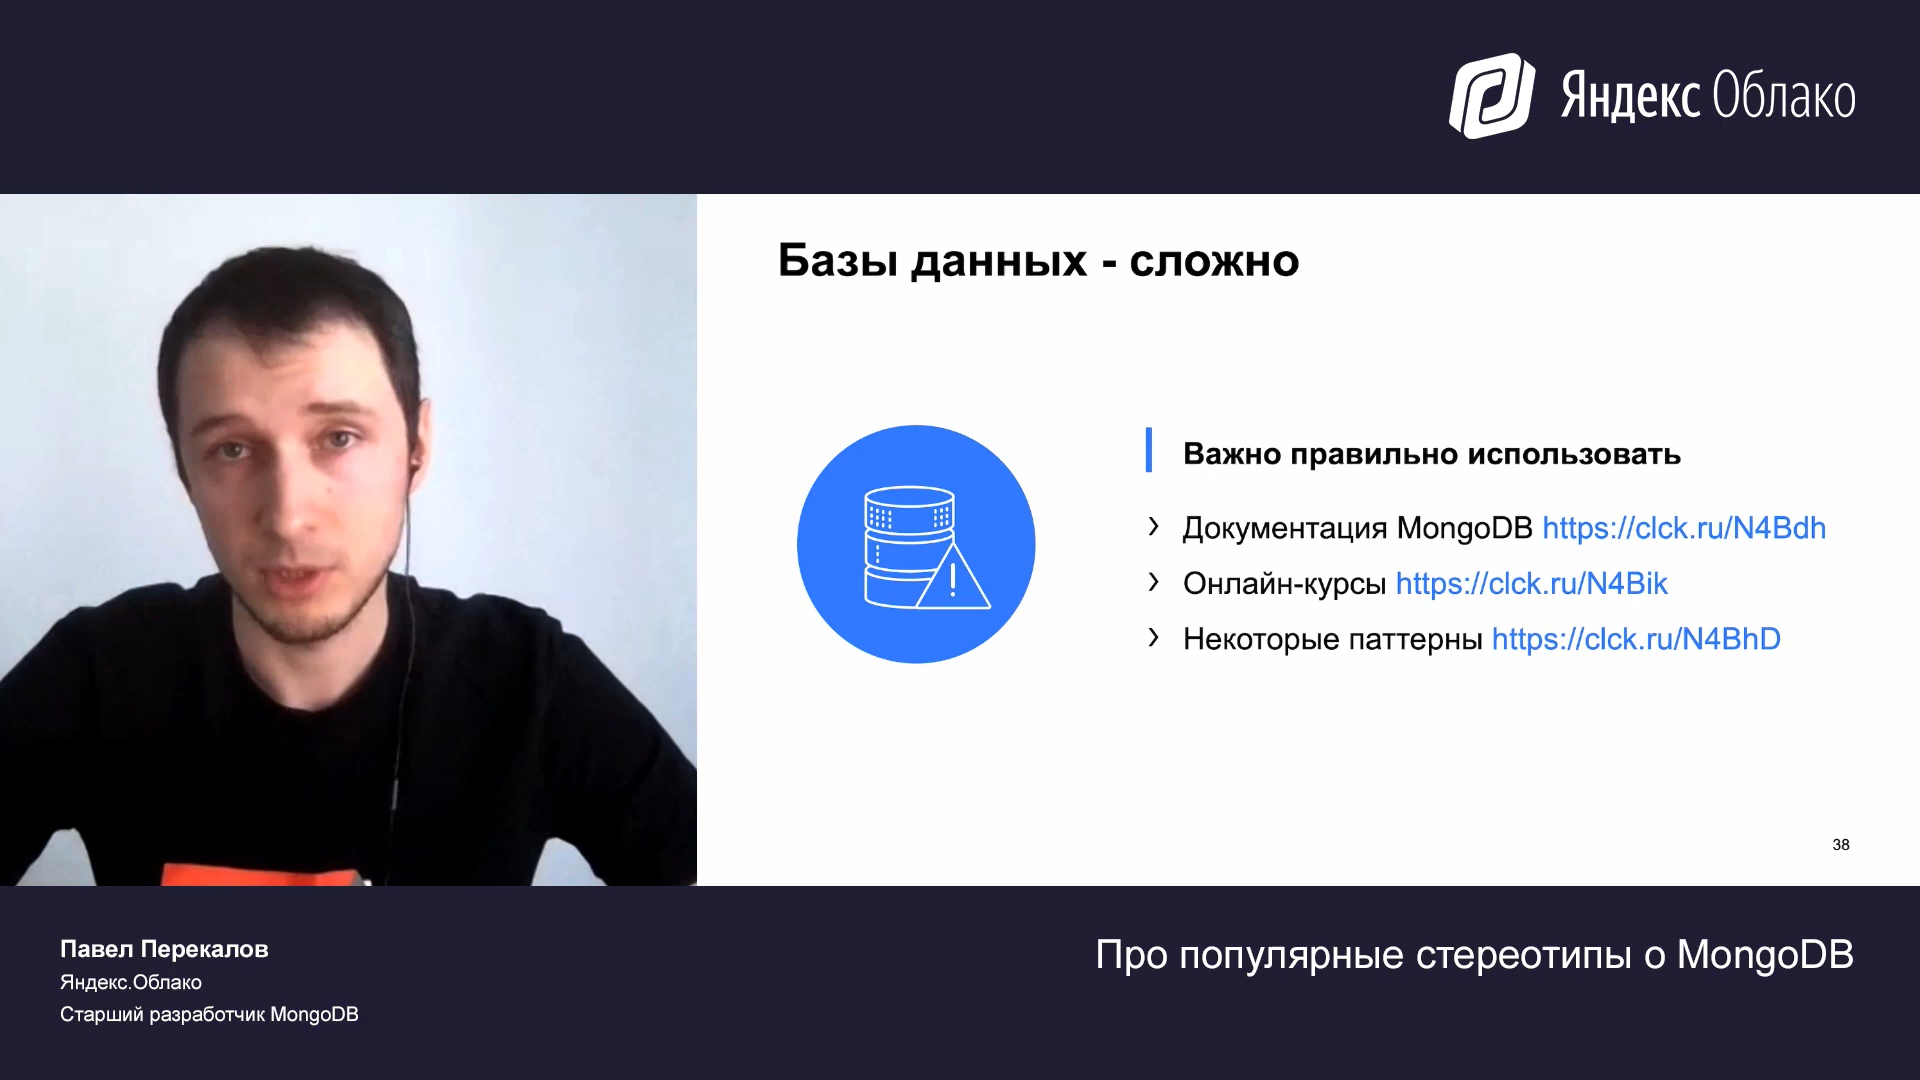 Яндекс Облако
Базы данных - сложно
Важно правильно использовать
› Документация MongoDB https://clck.ru/N4Bdh
› Онлайн-курсы https://clck.ru/N4Bik
› Некоторые паттерны https://clck.ru/N4BhD
38
Павел Перекалов
Яндекс.Облако
Старший разработчик MongoDB
Про популярные стереотипы о MongoDB